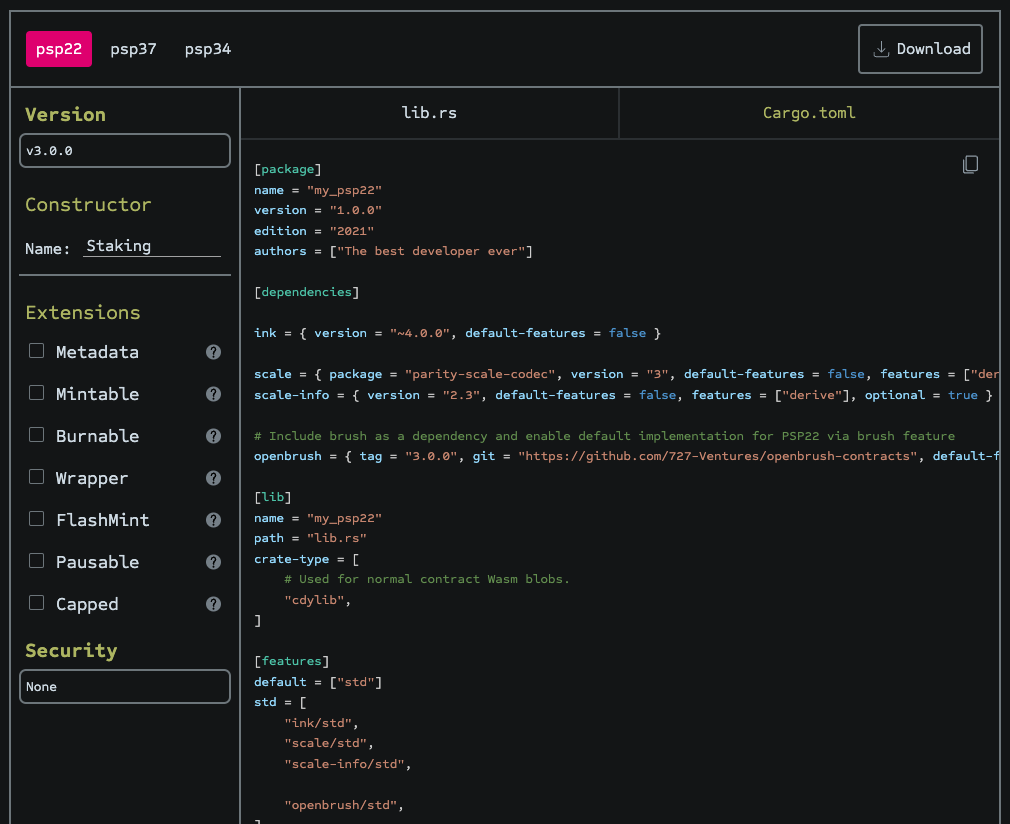 psp22 psp37 psp34 Download
Version
v3.0.0
Constructor
Name: Staking
Extensions
Metadata ?
Mintable ?
Burnable ?
Wrapper ?
FlashMint ?
Pausable ?
Capped ?
Security
None
lib.rs Cargo.toml
[package]
name = "my_psp22"
version = "1.0.0"
edition = "2021"
authors = ["The best developer ever"]
[dependencies]
ink = { version = "~4.0.0", default-features = false }
scale = { package = "parity-scale-codec", version = "3", default-features = false, features = ["der
scale-info = { version = "2.3", default-features = false, features = ["derive"], optional = true }
# Include brush as a dependency and enable default implementation for PSP22 via brush feature
openbrush = { tag = "3.0.0", git = "https://github.com/727-Ventures/openbrush-contracts", default-f
[lib]
name = "my_psp22"
path = "lib.rs"
crate-type = [
    # Used for normal contract Wasm blobs.
    "cdylib",
]
[features]
default = ["std"]
std = [
    "ink/std",
    "scale/std",
    "scale-info/std",
    "openbrush/std",
]